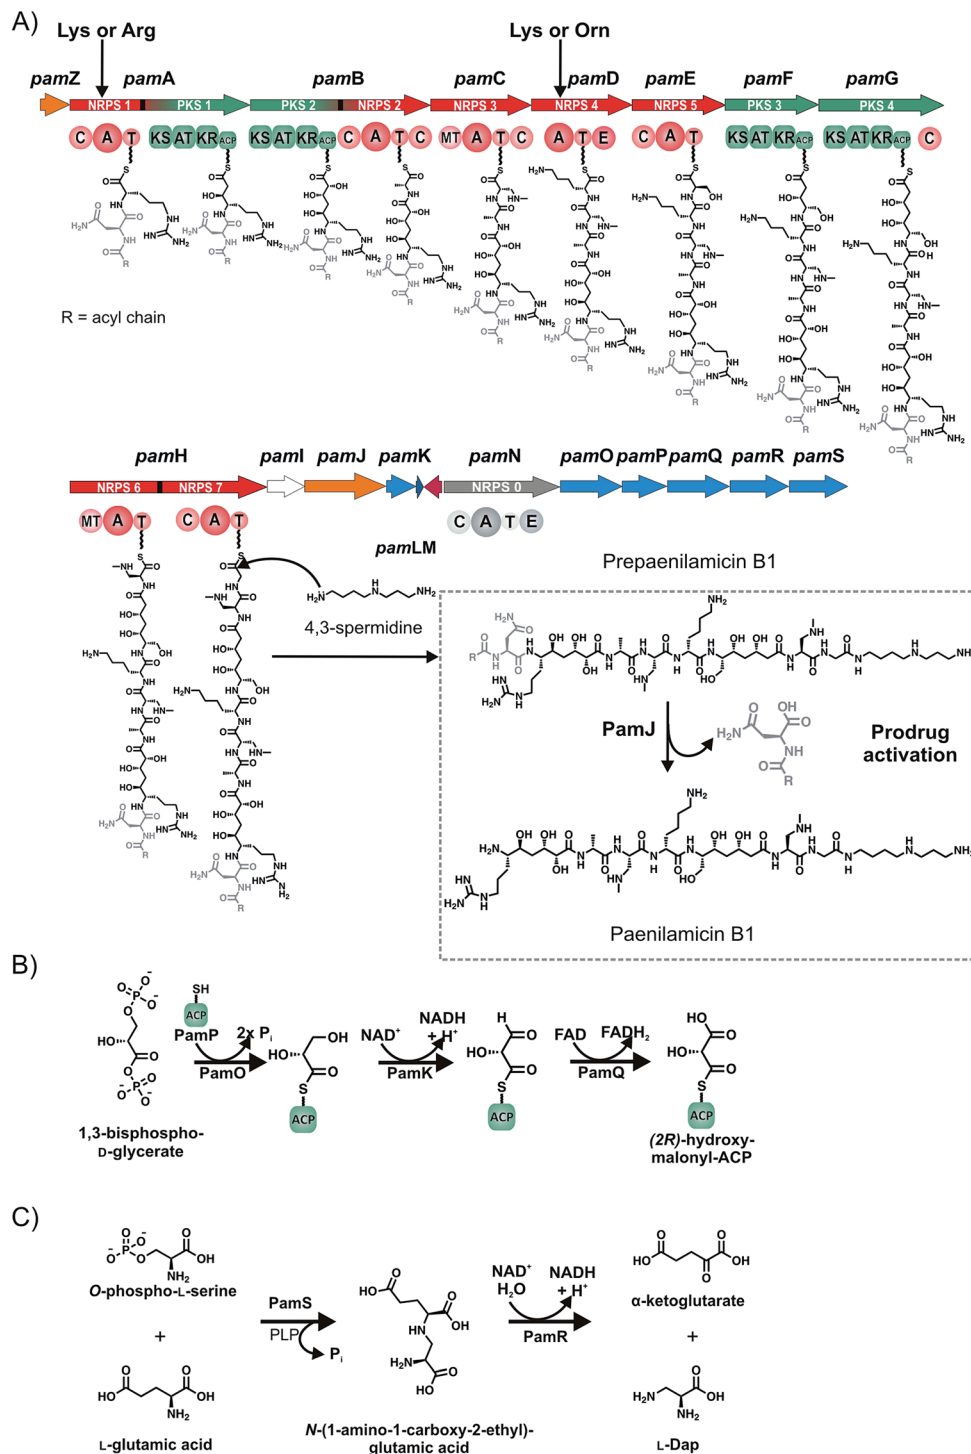 A)
Lys or Arg
Lys or Orn
pamZ pamA pamB pamC pamD pamE pamF pamG
NRPS 1 PKS 1 PKS 2 NRPS 2 NRPS 3 NRPS 4 NRPS 5 PKS 3 PKS 4
C A T KS AT KR ACP KS AT KR ACP C A T C MT A T C A T E C A T KS AT KR ACP KS AT KR ACP C
R = acyl chain
pamH pamI pamJ pamK pamN pamO pamP pamQ pamR pamS
NRPS 6 NRPS 7 NRPS 0
MT A T C A T C A T E
pamLM
Prepaenilamicin B1
4,3-spermidine
PamJ
Prodrug
activation
Paenilamicin B1
B)
SH
ACP
PamP
2x Pi
PamO
NAD+
NADH
+ H+
PamK
FAD
FADH2
PamQ
ACP
ACP
ACP
1,3-bisphospho-
D-glycerate
(2R)-hydroxy-
malonyl-ACP
C)
O-phospho-L-serine
+
L-glutamic acid
PamS
PLP
Pi
N-(1-amino-1-carboxy-2-ethyl)-
glutamic acid
NAD+
H2O
NADH
+ H+
PamR
α-ketoglutarate
+
L-Dap